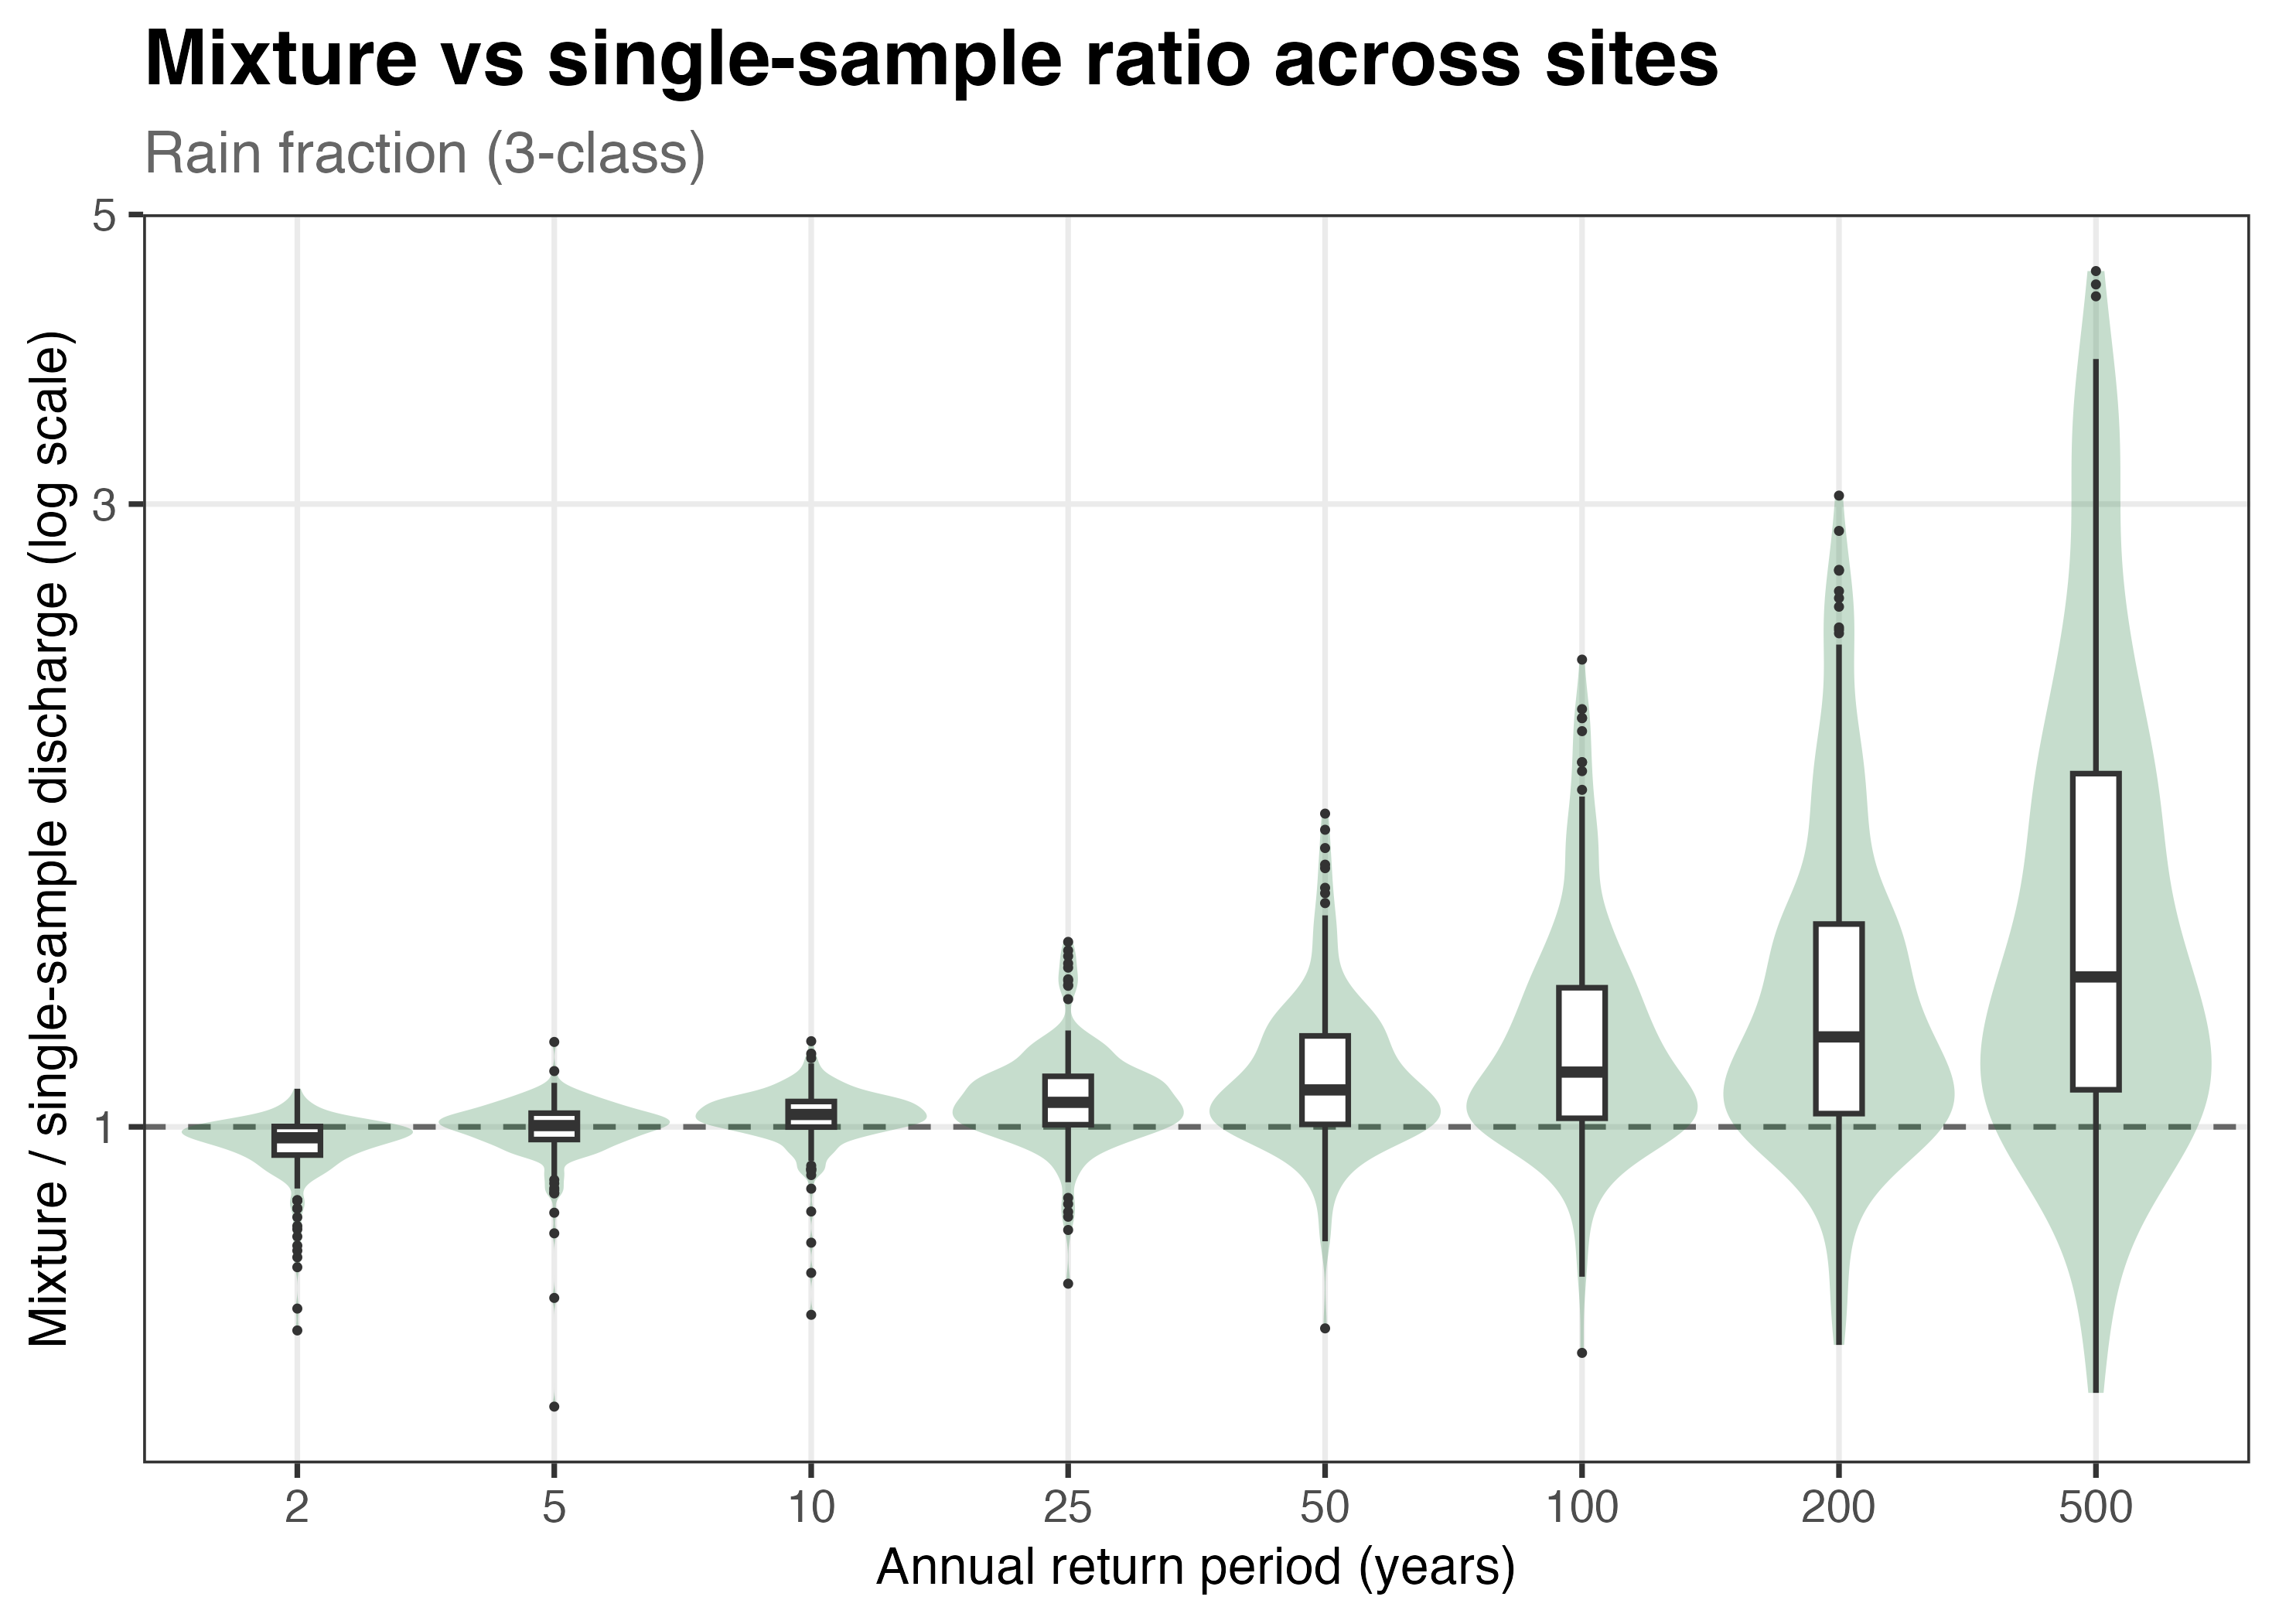 Mixture vs single-sample ratio across sites
Rain fraction (3-class)
Mixture / single-sample discharge (log scale)
5
3
1
2 5 10 25 50 100 200 500
Annual return period (years)